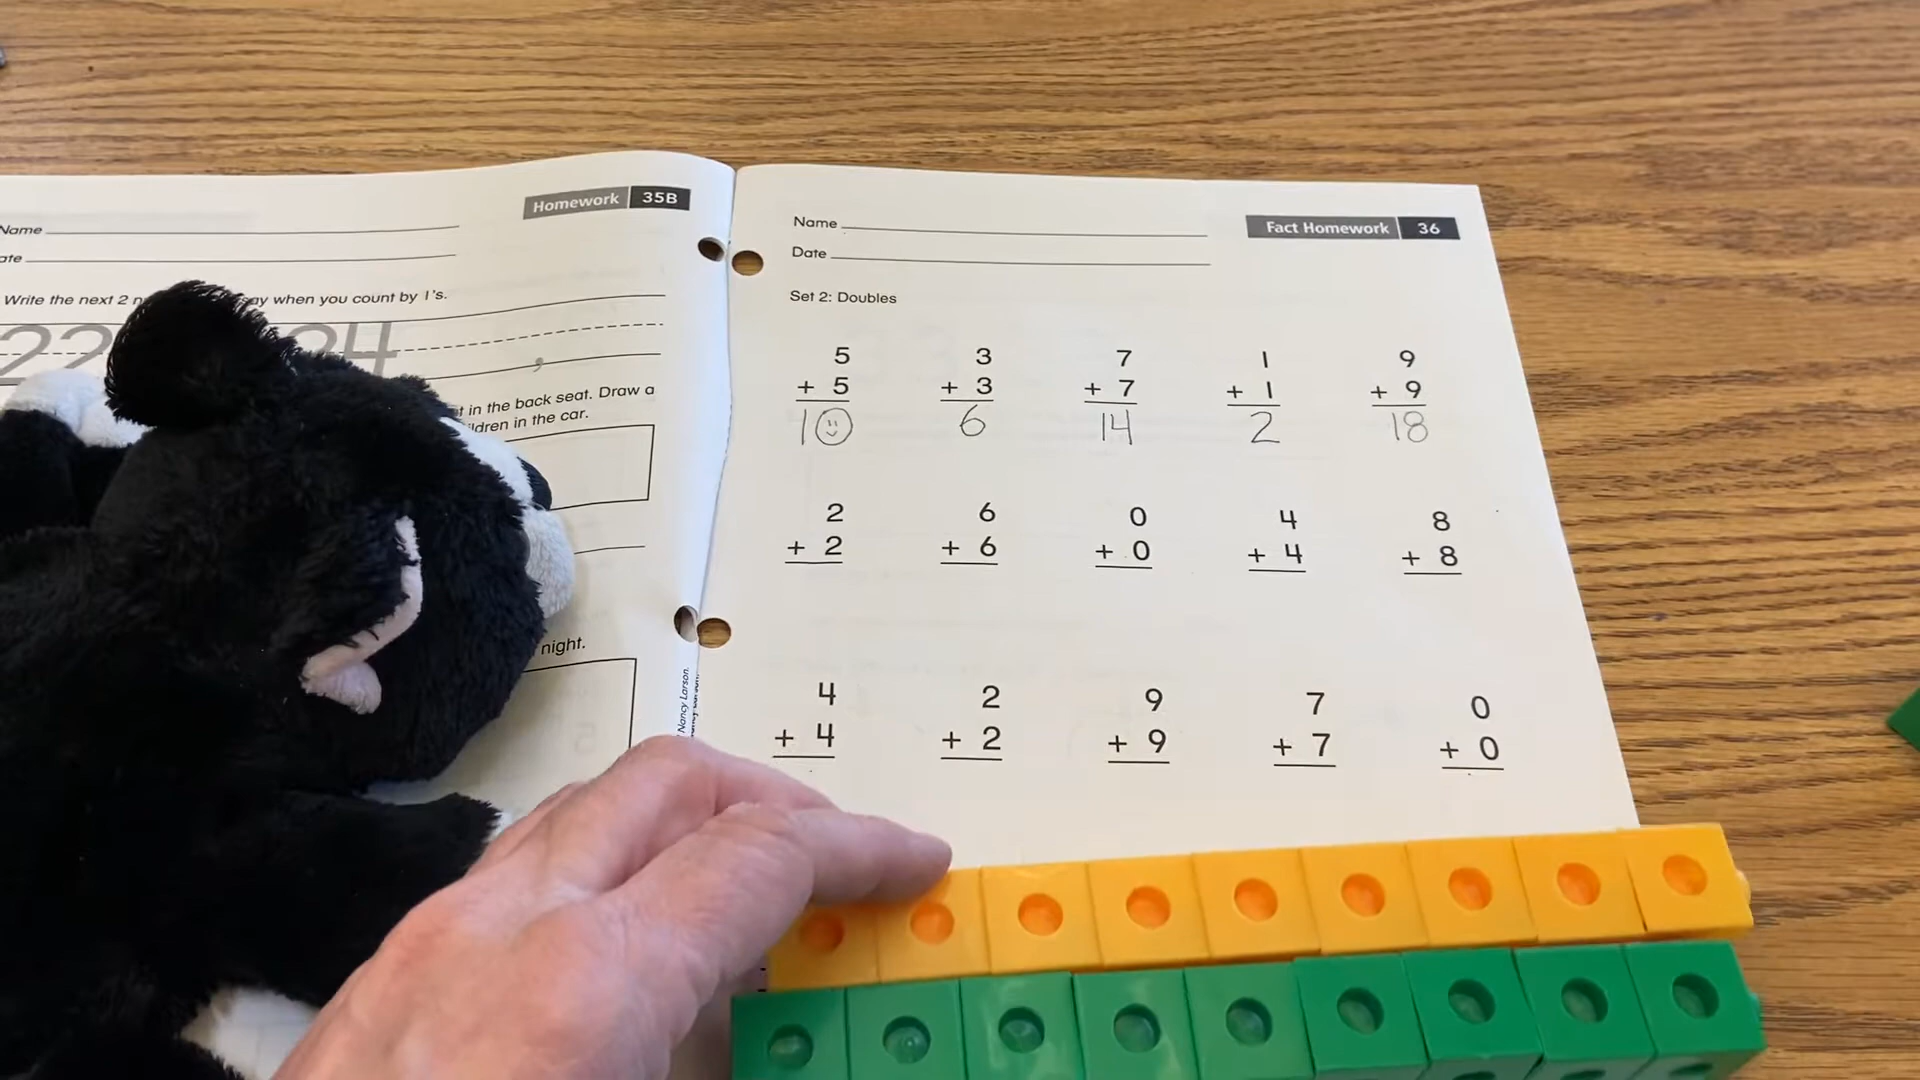 Homework 35B
Name
ate
Write the next 2 n ay when you count by 1's.
22 24
,
t in the back seat. Draw a
ildren in the car.
night.
Nancy Larson.
Name
Fact Homework 36
Date
Set 2: Doubles
5 3 7 1 9
+ 5 + 3 + 7 + 1 + 9
10 6 14 2 18
2 6 0 4 8
+ 2 + 6 + 0 + 4 + 8
4 2 9 7 0
+ 4 + 2 + 9 + 7 + 0